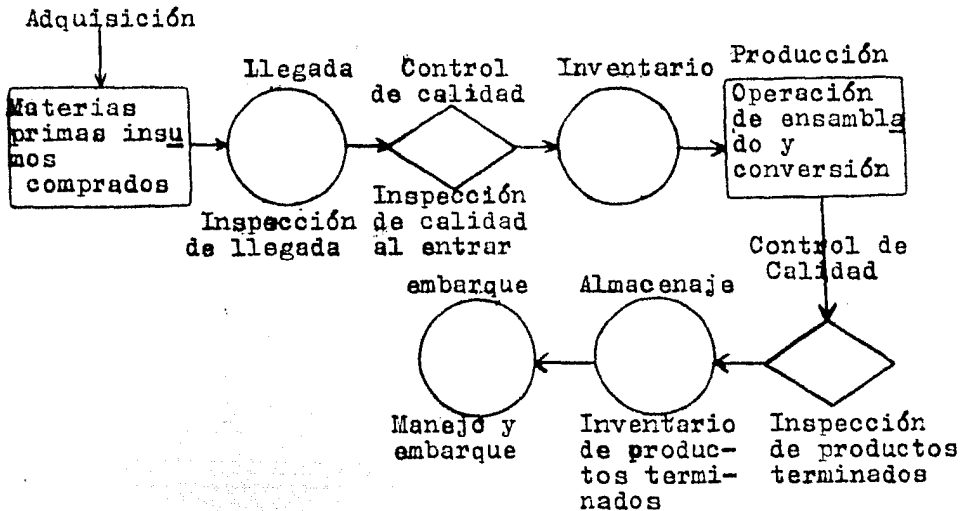 Adquisición
Materias
primas insu
mos
comprados
Llegada
Inspección
de llegada
Control
de calidad
Inspección
de calidad
al entrar
Inventario
Producción
Operación
de ensambla
do y
conversión
Control de
Calidad
Inspección
de productos
terminados
Almacenaje
Inventario
de produc-
tos termi-
nados
embarque
Manejo y
embarque